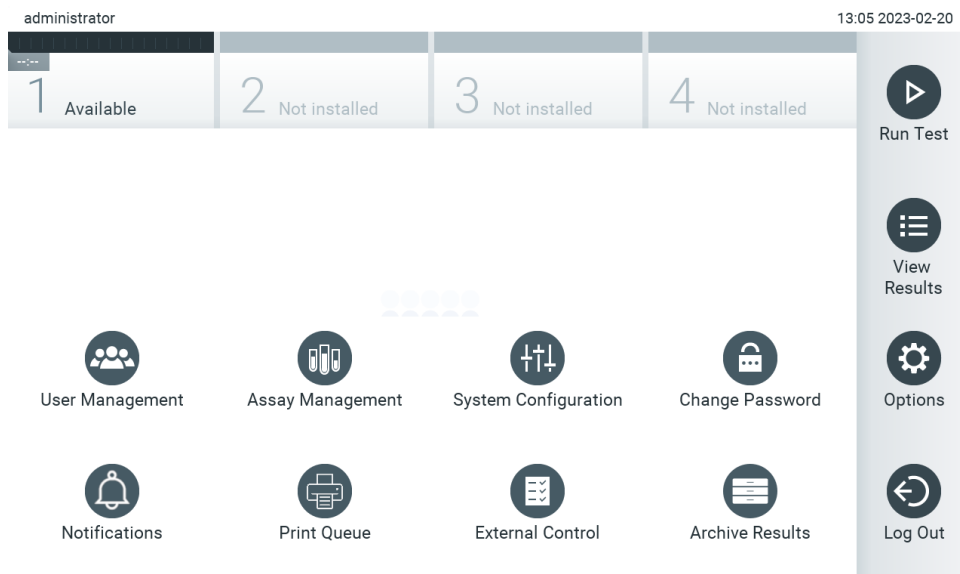 administrator
13:05 2023-02-20
--:--
1 Available
2 Not installed
3 Not installed
4 Not installed
Run Test
View
Results
User Management
Assay Management
System Configuration
Change Password
Options
Notifications
Print Queue
External Control
Archive Results
Log Out